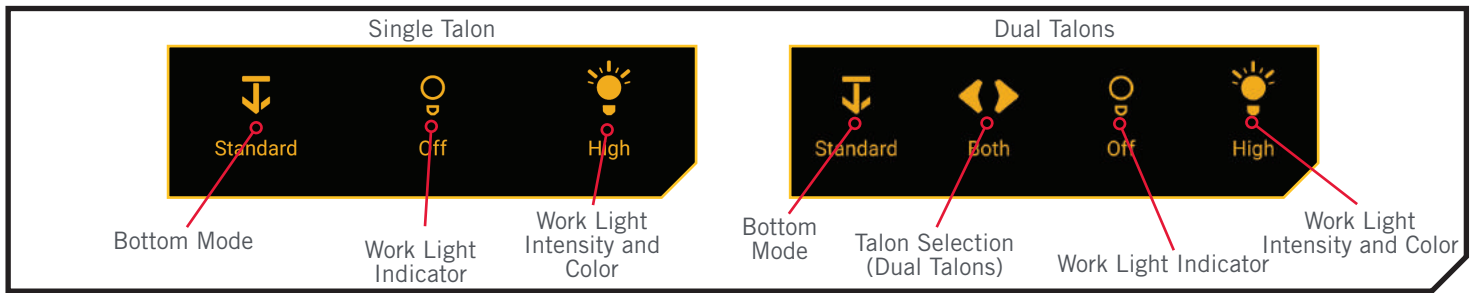 Single Talon
Standard
Off
High
Bottom Mode
Work Light
Indicator
Work Light
Intensity and
Color
Dual Talons
Standard
Both
Off
High
Bottom
Mode
Talon Selection
(Dual Talons)
Work Light Indicator
Work Light
Intensity and Color